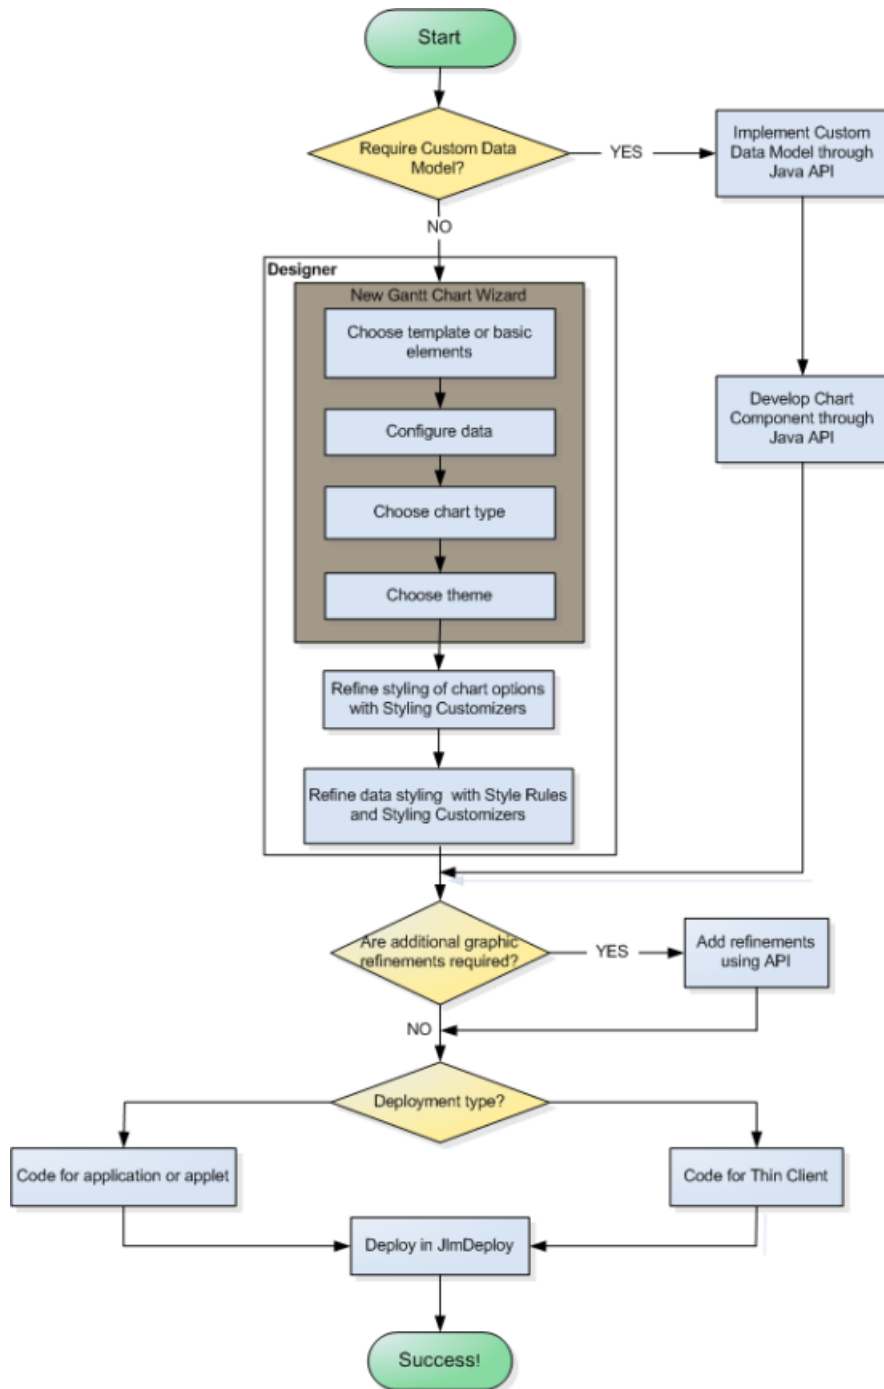 Start
Require Custom Data
Model?
YES
Implement Custom
Data Model through
Java API
NO
Designer
New Gantt Chart Wizard
Choose template or basic
elements
Configure data
Choose chart type
Choose theme
Develop Chart
Component through
Java API
Refine styling of chart options
with Styling Customizers
Refine data styling with Style Rules
and Styling Customizers
Are additional graphic
refinements required?
YES
Add refinements
using API
NO
Deployment type?
Code for application or applet
Code for Thin Client
Deploy in JlmDeploy
Success!